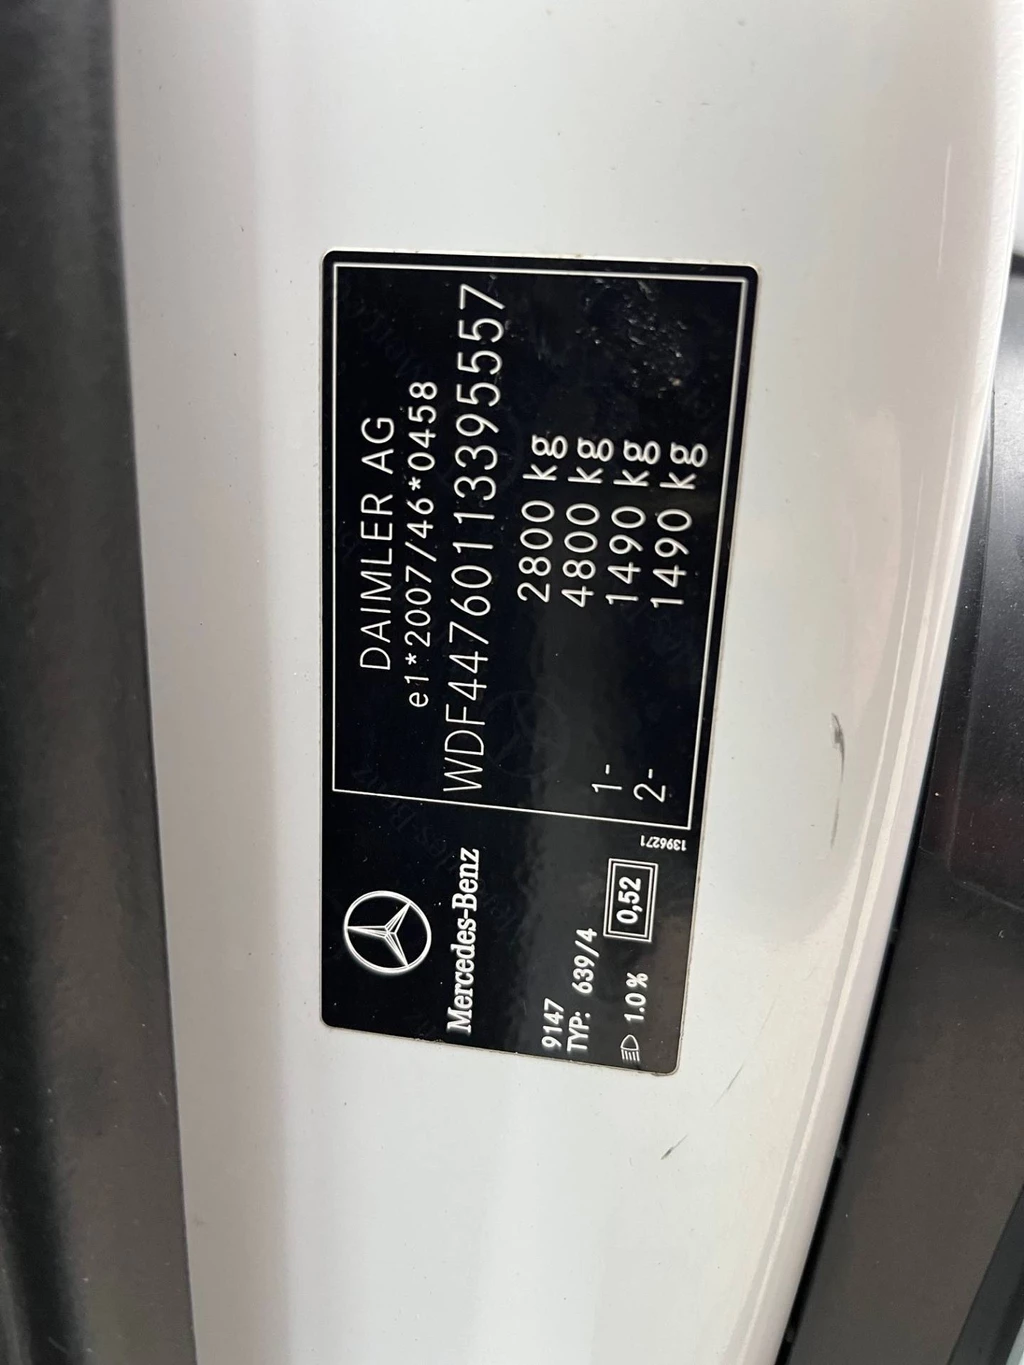 DAIMLER AG
e1*2007/46*0458
WDF44760113395557
2800 kg
4800 kg
1- 1490 kg
2- 1490 kg
Mercedes-Benz
9147
TYP: 639/4
1.0 % 0,52
1396271